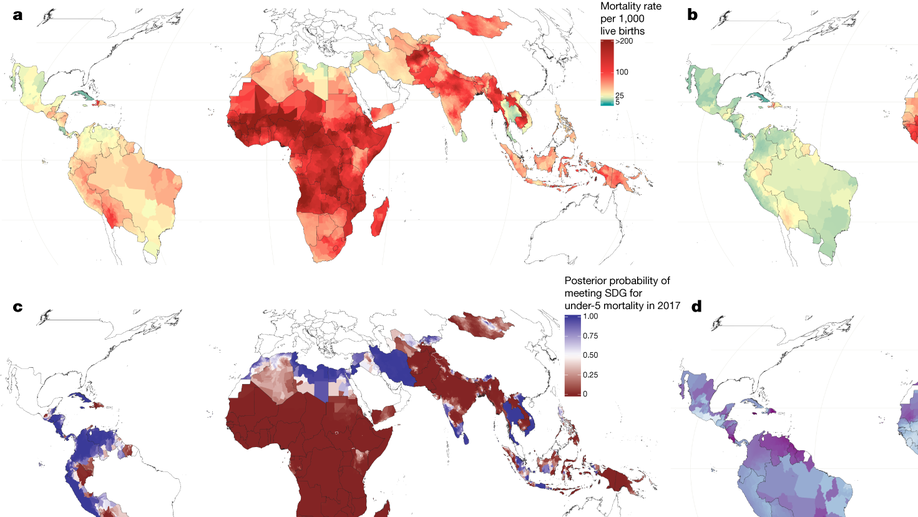 a
Mortality rate
per 1,000
live births
>200
100
25
5
b
c
Posterior probability of
meeting SDG for
under-5 mortality in 2017
1.00
0.75
0.50
0.25
0
d